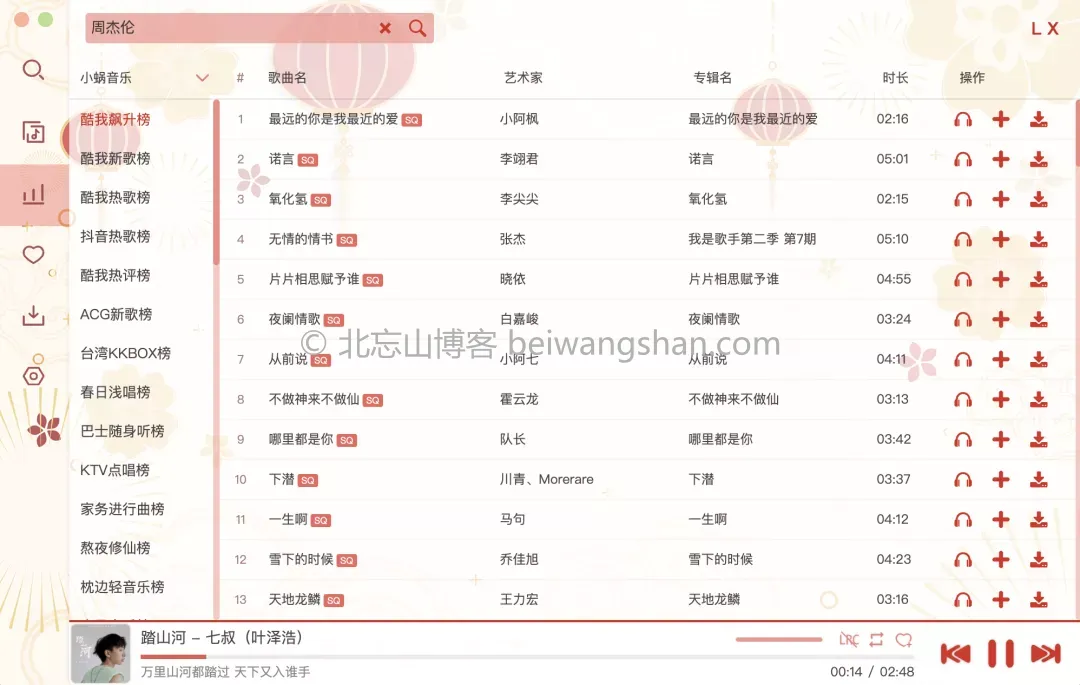 周杰伦
L X
小蜗音乐
# 歌曲名 艺术家 专辑名 时长 操作
酷我飙升榜
酷我新歌榜
酷我热歌榜
抖音热歌榜
酷我热评榜
ACG新歌榜
台湾KKBOX榜
春日浅唱榜
巴士随身听榜
KTV点唱榜
家务进行曲榜
熬夜修仙榜
枕边轻音乐榜
1 最远的你是我最近的爱 SQ 小阿枫 最远的你是我最近的爱 02:16
2 诺言 SQ 李翊君 诺言 05:01
3 氧化氢 SQ 李尖尖 氧化氢 02:15
4 无情的情书 SQ 张杰 我是歌手第二季 第7期 05:10
5 片片相思赋予谁 SQ 晓依 片片相思赋予谁 04:55
6 夜阑情歌 SQ 白嘉峻 夜阑情歌 03:24
© 北忘山博客 beiwangshan.com
7 从前说 SQ 小阿七 从前说 04:11
8 不做神来不做仙 SQ 霍云龙 不做神来不做仙 03:13
9 哪里都是你 SQ 队长 哪里都是你 03:42
10 下潜 SQ 川青、Morerare 下潜 03:37
11 一生啊 SQ 马句 一生啊 04:12
12 雪下的时候 SQ 乔佳旭 雪下的时候 04:23
13 天地龙鳞 SQ 王力宏 天地龙鳞 03:16
踏山河 – 七叔（叶泽浩）
LRC
万里山河都踏过 天下又入谁手
00:14 / 02:48